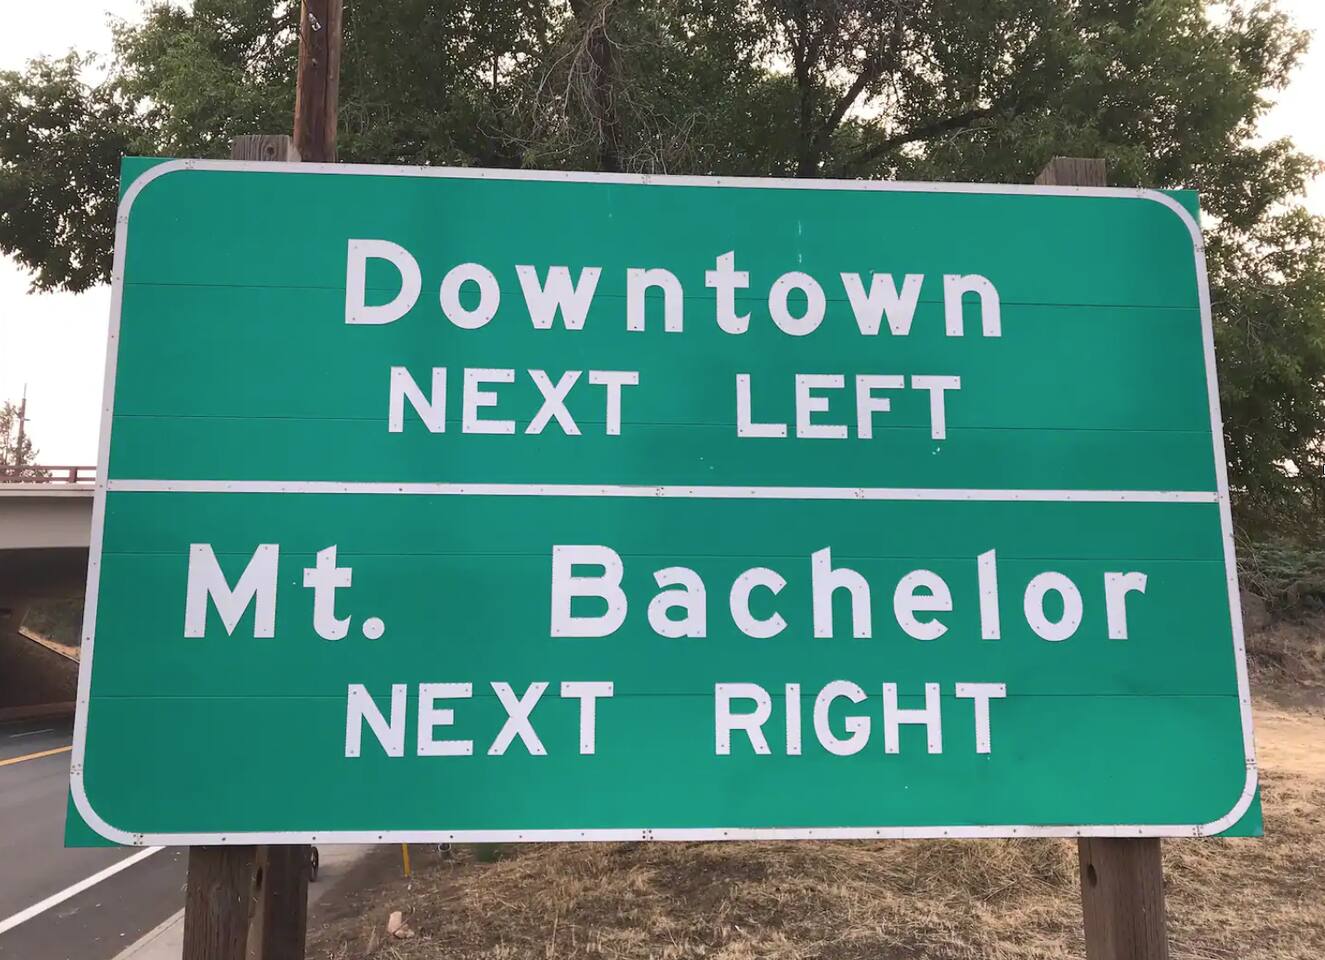 Downtown
NEXT LEFT
Mt. Bachelor
NEXT RIGHT